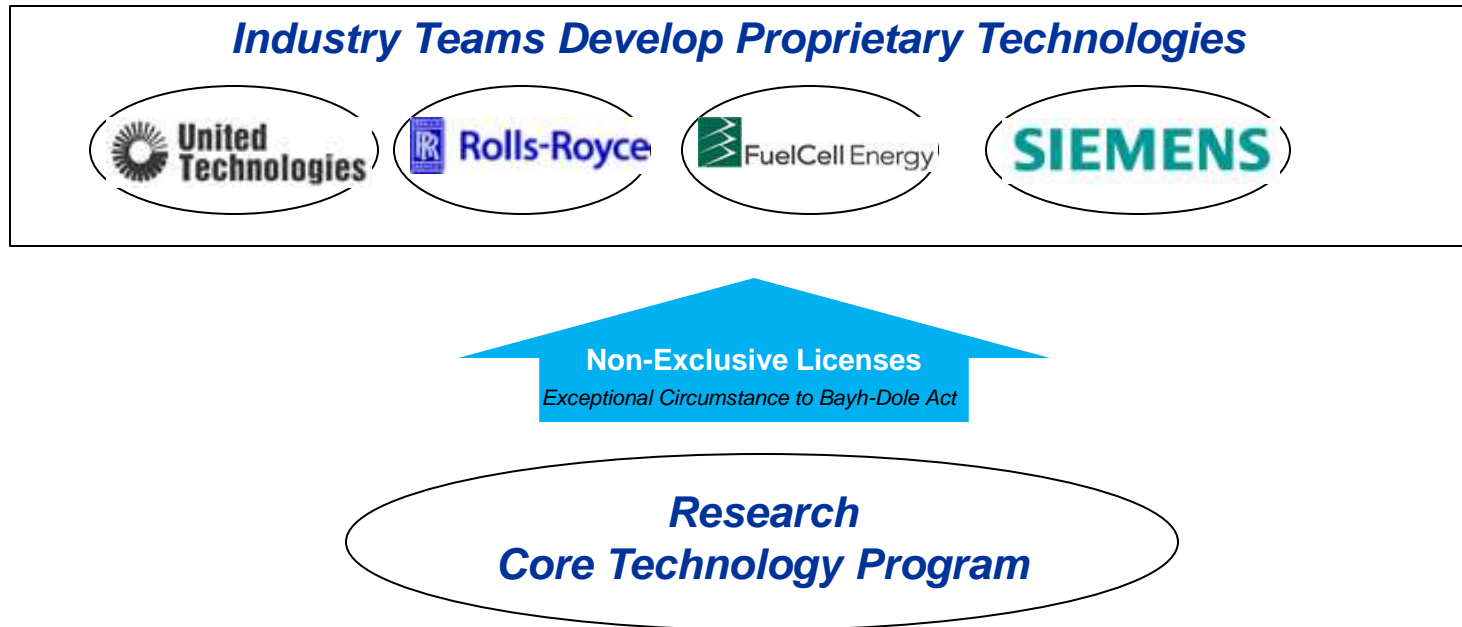 Industry Teams Develop Proprietary Technologies
United
Technologies
RR
Rolls-Royce
FuelCell Energy
SIEMENS
Non-Exclusive Licenses
Exceptional Circumstance to Bayh-Dole Act
Research
Core Technology Program